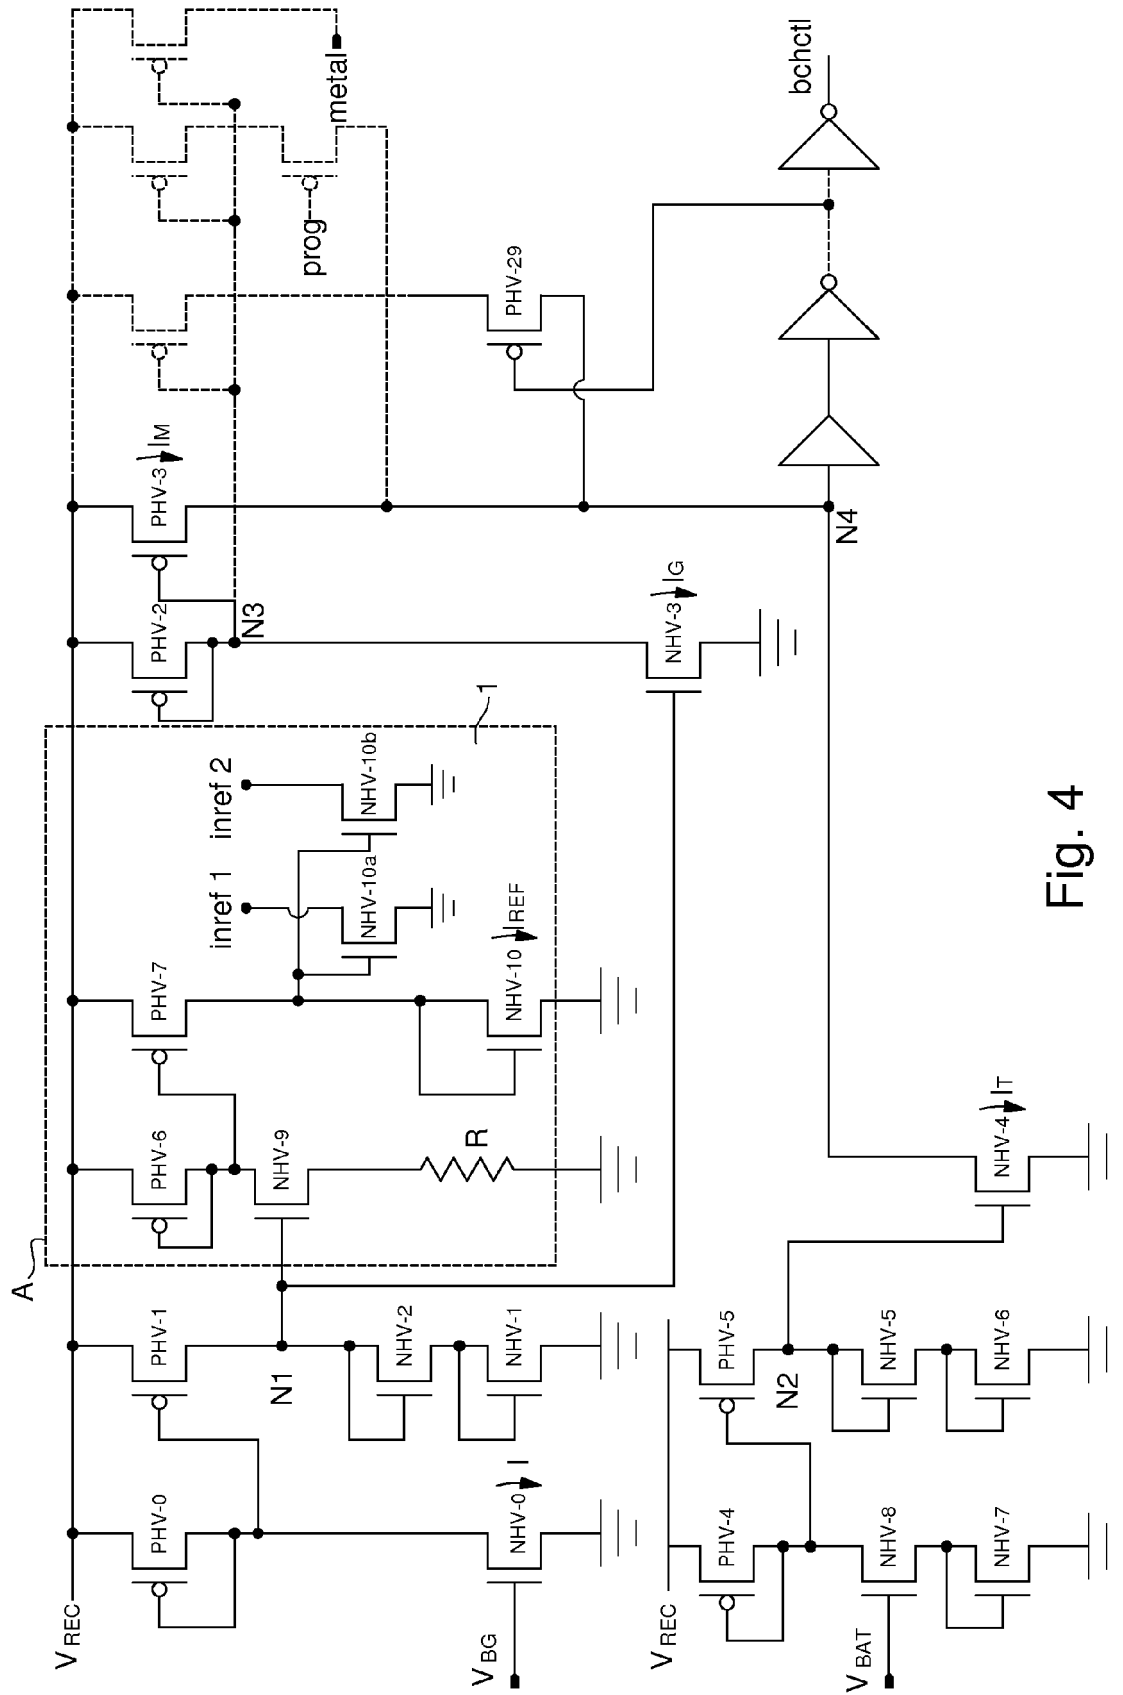 VREC
PHV-0
PHV-1
A
PHV-6
PHV-7
inref 1
inref 2
PHV-2
PHV-3
IM
N3
prog
metal
N1
NHV-9
NHV-2
NHV-10a
NHV-10b
1
R
VBG
NHV-0
I
NHV-1
NHV-10
IREF
PHV-29
VREC
PHV-4
PHV-5
N2
NHV-3
IG
VBAT
NHV-8
NHV-5
N4
bchctl
NHV-7
NHV-6
NHV-4
IT
Fig. 4